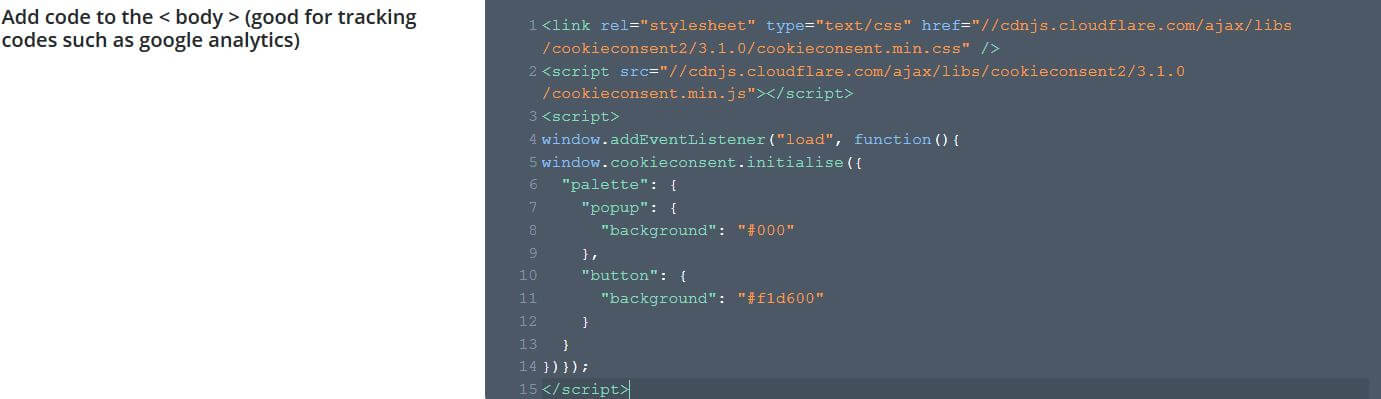 Add code to the < body > (good for tracking
codes such as google analytics)
1 <link rel="stylesheet" type="text/css" href="//cdnjs.cloudflare.com/ajax/libs
/cookieconsent2/3.1.0/cookieconsent.min.css" />
2 <script src="//cdnjs.cloudflare.com/ajax/libs/cookieconsent2/3.1.0
/cookieconsent.min.js"></script>
3 <script>
4 window.addEventListener("load", function(){
5 window.cookieconsent.initialise({
6   "palette": {
7     "popup": {
8       "background": "#000"
9     },
10     "button": {
11       "background": "#f1d600"
12     }
13   }
14 })});
15 </script>